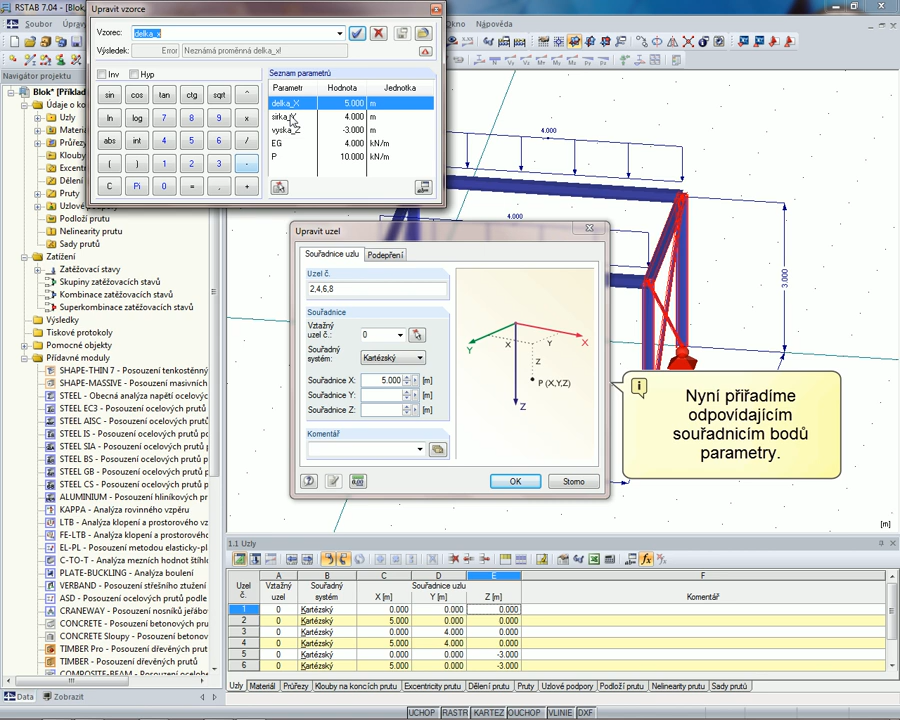 RSTAB 7.04 - [Blok
Soubor
Okno
Nápověda
Navigátor projektu
Blok* [Příklad
Údaje o ko
Uzly
Materiá
Průřezy
Klouby
Excent
Dělení
Pruty
Uzlové podpory
Podloží prutu
Nelinearity prutu
Sady prutů
Zatížení
Zatěžovací stavy
Skupiny zatěžovacích stavů
Kombinace zatěžovacích stavů
Superkombinace zatěžovacích stavů
Výsledky
Tiskové protokoly
Pomocné objekty
Přídavné moduly
SHAPE-THIN 7 - Posouzení tenkostěnný
SHAPE-MASSIVE - Posouzení masivních
STEEL - Obecná analýza napětí ocelový
STEEL EC3 - Posouzení ocelových prutů
STEEL AISC - Posouzení ocelových prut
STEEL IS - Posouzení ocelových prutů p
STEEL SIA - Posouzení ocelových prutů
STEEL BS - Posouzení ocelových prutů
STEEL GB - Posouzení ocelových prutů
STEEL CS - Posouzení ocelových prutů
ALUMINIUM - Posouzení hliníkových pr
KAPPA - Analýza rovinného vzpěru
LTB - Analýza klopení a prostorového vz
FE-LTB - Analýza klopení a prostorovéh
EL-PL - Posouzení metodou elasticky-pl
C-TO-T - Analýza mezních hodnot štíhl
PLATE-BUCKLING - Analýza boulení
VERBAND - Posouzení střešního ztužení
ASD - Posouzení ocelových prutů podle
CRANEWAY - Posouzení nosníků jeřábo
CONCRETE - Posouzení betonových pru
CONCRETE Sloupy - Posouzení betonov
TIMBER Pro - Posouzení dřevěných prut
TIMBER - Posouzení dřevěných prutů
Data
Zobrazit
Upravit vzorce
Vzorec:
delka_x
Výsledek:
Error
Neznámá proměnná delka_x!
Inv
Hyp
sin cos tan ctg sqrt ^
ln log 7 8 9 x
abs int 4 5 6 /
( ) 1 2 3 -
C Pi 0 = . +
Seznam parametrů
Parametr Hodnota Jednotka
delka_X 5.000 m
sirka_Y 4.000 m
vyska_Z -3.000 m
EG 4.000 kN/m
P 10.000 kN/m
Upravit uzel
Souřadnice uzlu
Podepření
Uzel č.
2,4,6,8
Souřadnice
Vztažný
uzel č.:
0
Souřadný
systém:
Kartézský
Souřadnice X: 5.000 [m]
Souřadnice Y: [m]
Souřadnice Z: [m]
Komentář
X
Y
Z
X
Y
Z
P (X,Y,Z)
OK
Storno
4.000
4.000
3.000
[m]
Nyní přiřadíme
odpovídajícím
souřadnicím bodů
parametry.
1.1 Uzly
A B C D E F
Uzel Vztažný Souřadný Souřadnice uzlu
č. uzel systém X [m] Y [m] Z [m] Komentář
1 0 Kartézský 0.000 0.000 0.000
2 0 Kartézský 5.000 0.000 0.000
3 0 Kartézský 0.000 4.000 0.000
4 0 Kartézský 5.000 4.000 0.000
5 0 Kartézský 0.000 0.000 -3.000
6 0 Kartézský 5.000 0.000 -3.000
Uzly Materiál Průřezy Klouby na koncích prutu Excentricity prutu Dělení prutu Pruty Uzlové podpory Podloží prutu Nelinearity prutu Sady prutů
UCHOP RASTR KARTEZ OUCHOP VLINIE DXF